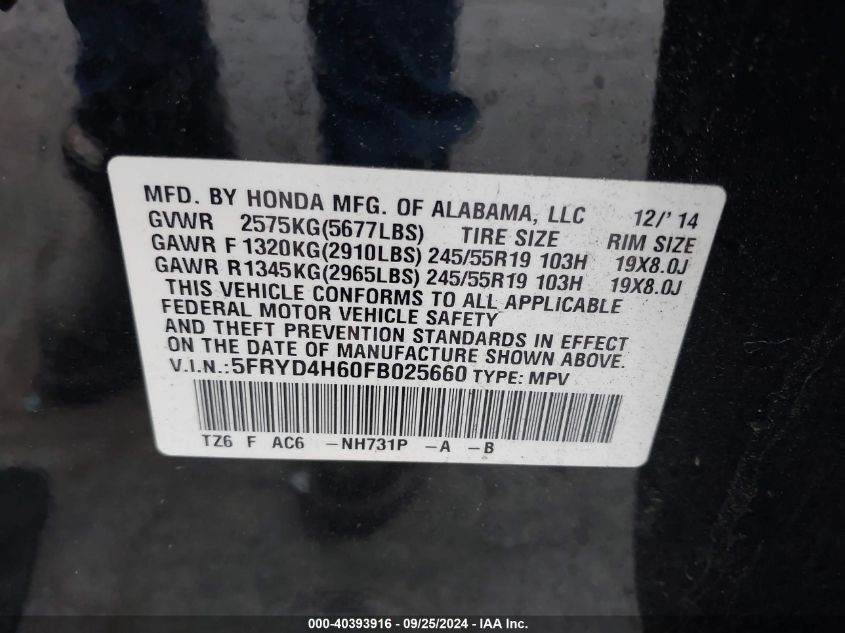 MFD. BY HONDA MFG. OF ALABAMA, LLC 12/'14
GVWR 2575KG(5677LBS) TIRE SIZE RIM SIZE
GAWR F 1320KG(2910LBS) 245/55R19 103H 19X8.0J
GAWR R 1345KG(2965LBS) 245/55R19 103H 19X8.0J
THIS VEHICLE CONFORMS TO ALL APPLICABLE
FEDERAL MOTOR VEHICLE SAFETY
AND THEFT PREVENTION STANDARDS IN EFFECT
ON THE DATE OF MANUFACTURE SHOWN ABOVE.
V.I.N.:5FRYD4H60FB025660 TYPE: MPV
TZ6 F AC6 -NH731P -A -B
000-40393916 - 09/25/2024 - IAA Inc.